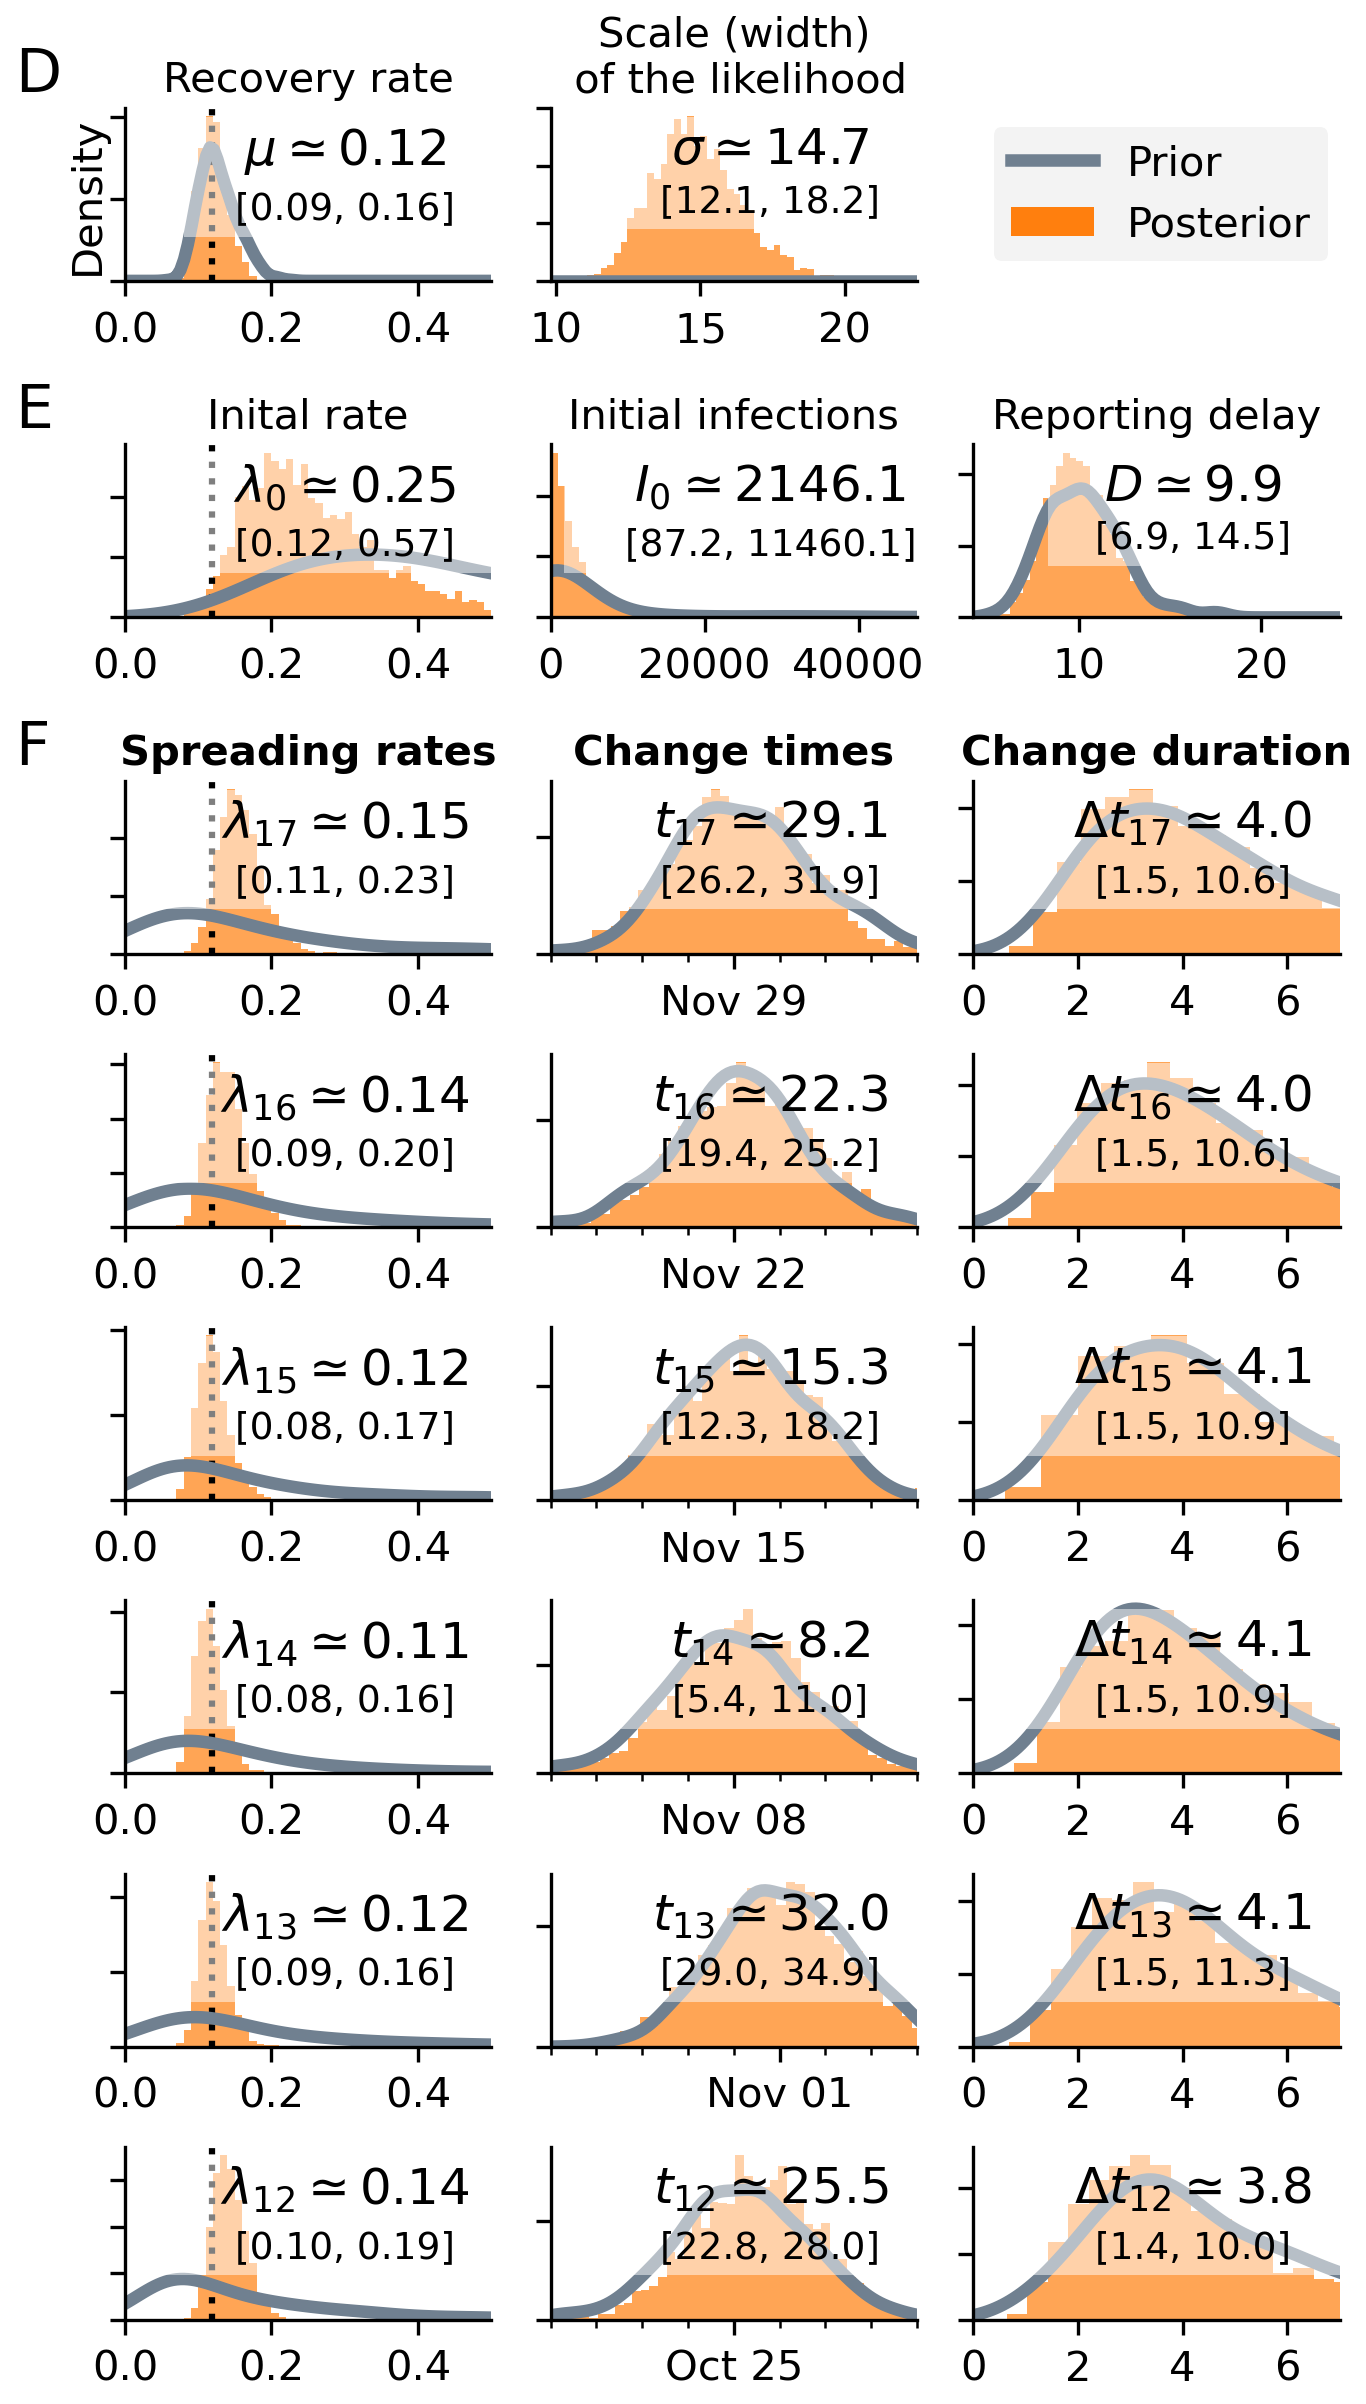 D
Recovery rate
Scale (width)
of the likelihood
Density
μ ≃ 0.12
[0.09, 0.16]
σ ≃ 14.7
[12.1, 18.2]
Prior
Posterior
0.0 0.2 0.4
10 15 20
E
Inital rate
Initial infections
Reporting delay
λ₀ ≃ 0.25
[0.12, 0.57]
I₀ ≃ 2146.1
[87.2, 11460.1]
D ≃ 9.9
[6.9, 14.5]
0.0 0.2 0.4
0 20000 40000
10 20
F
Spreading rates
Change times
Change duration
λ₁₇ ≃ 0.15
[0.11, 0.23]
t₁₇ ≃ 29.1
[26.2, 31.9]
Δt₁₇ ≃ 4.0
[1.5, 10.6]
0.0 0.2 0.4
Nov 29
0 2 4 6
λ₁₆ ≃ 0.14
[0.09, 0.20]
t₁₆ ≃ 22.3
[19.4, 25.2]
Δt₁₆ ≃ 4.0
[1.5, 10.6]
0.0 0.2 0.4
Nov 22
0 2 4 6
λ₁₅ ≃ 0.12
[0.08, 0.17]
t₁₅ ≃ 15.3
[12.3, 18.2]
Δt₁₅ ≃ 4.1
[1.5, 10.9]
0.0 0.2 0.4
Nov 15
0 2 4 6
λ₁₄ ≃ 0.11
[0.08, 0.16]
t₁₄ ≃ 8.2
[5.4, 11.0]
Δt₁₄ ≃ 4.1
[1.5, 10.9]
0.0 0.2 0.4
Nov 08
0 2 4 6
λ₁₃ ≃ 0.12
[0.09, 0.16]
t₁₃ ≃ 32.0
[29.0, 34.9]
Δt₁₃ ≃ 4.1
[1.5, 11.3]
0.0 0.2 0.4
Nov 01
0 2 4 6
λ₁₂ ≃ 0.14
[0.10, 0.19]
t₁₂ ≃ 25.5
[22.8, 28.0]
Δt₁₂ ≃ 3.8
[1.4, 10.0]
0.0 0.2 0.4
Oct 25
0 2 4 6